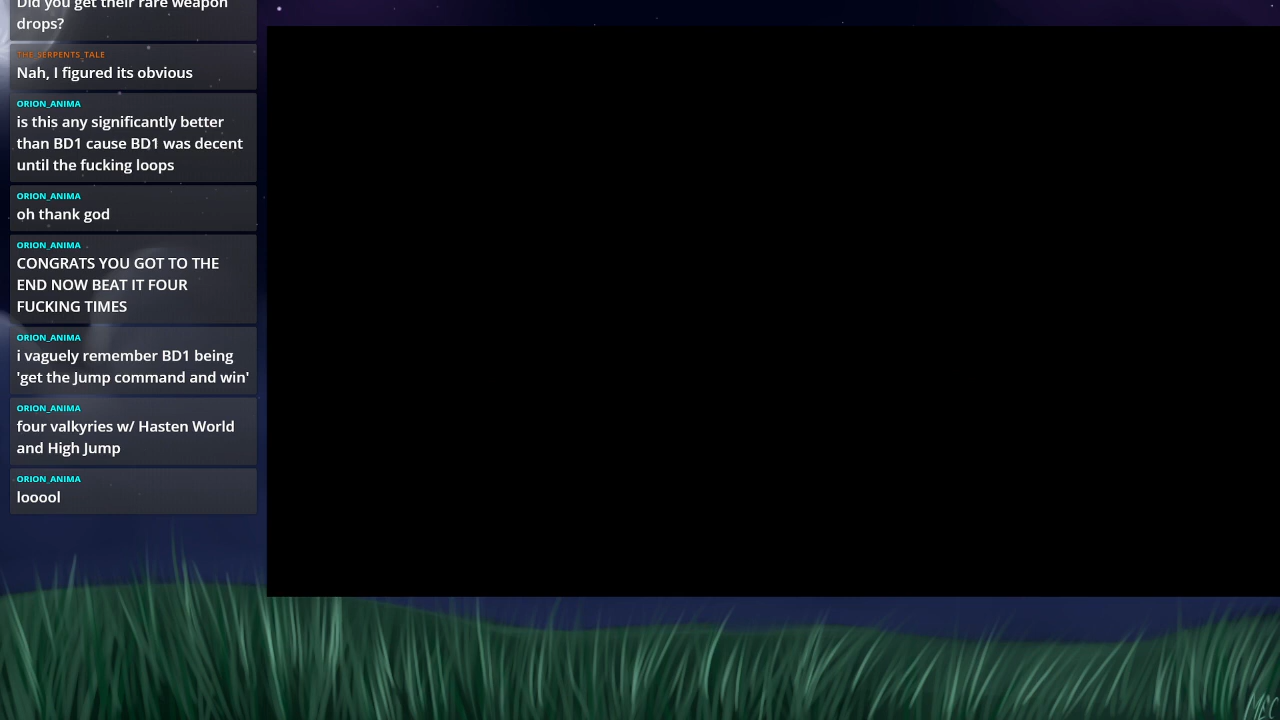 Did you get their rare weapon
drops?
THE_SERPENTS_TALE
Nah, I figured its obvious
ORION_ANIMA
is this any significantly better
than BD1 cause BD1 was decent
until the fucking loops
ORION_ANIMA
oh thank god
ORION_ANIMA
CONGRATS YOU GOT TO THE
END NOW BEAT IT FOUR
FUCKING TIMES
ORION_ANIMA
i vaguely remember BD1 being
'get the Jump command and win'
ORION_ANIMA
four valkyries w/ Hasten World
and High Jump
ORION_ANIMA
looool